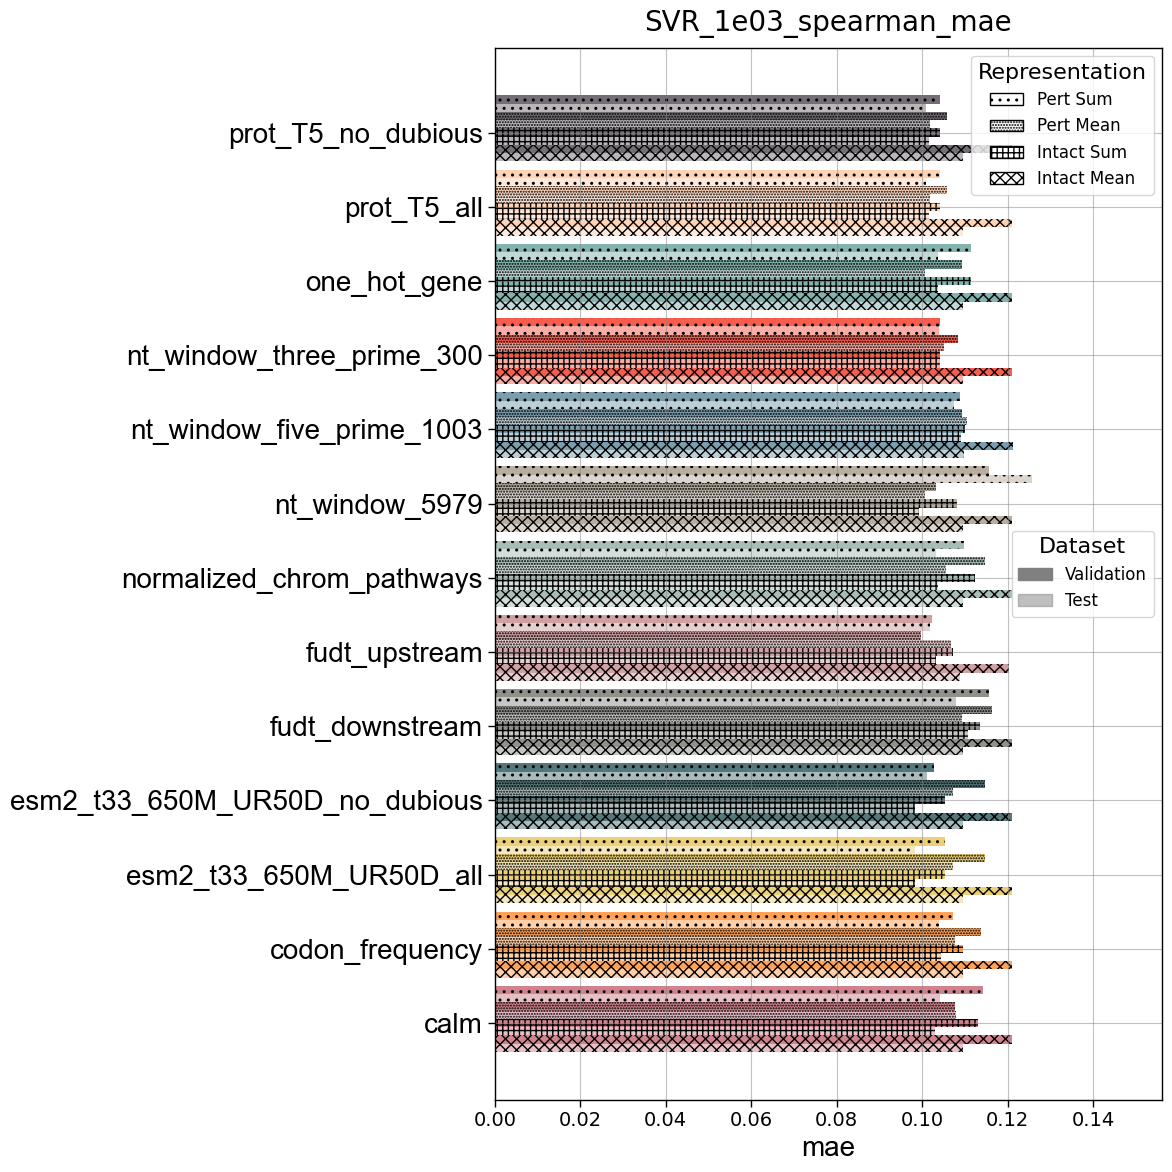 SVR_1e03_spearman_mae
Representation
Pert Sum
Pert Mean
Intact Sum
Intact Mean
prot_T5_no_dubious
prot_T5_all
one_hot_gene
nt_window_three_prime_300
nt_window_five_prime_1003
nt_window_5979
Dataset
Validation
Test
normalized_chrom_pathways
fudt_upstream
fudt_downstream
esm2_t33_650M_UR50D_no_dubious
esm2_t33_650M_UR50D_all
codon_frequency
calm
0.00 0.02 0.04 0.06 0.08 0.10 0.12 0.14
mae